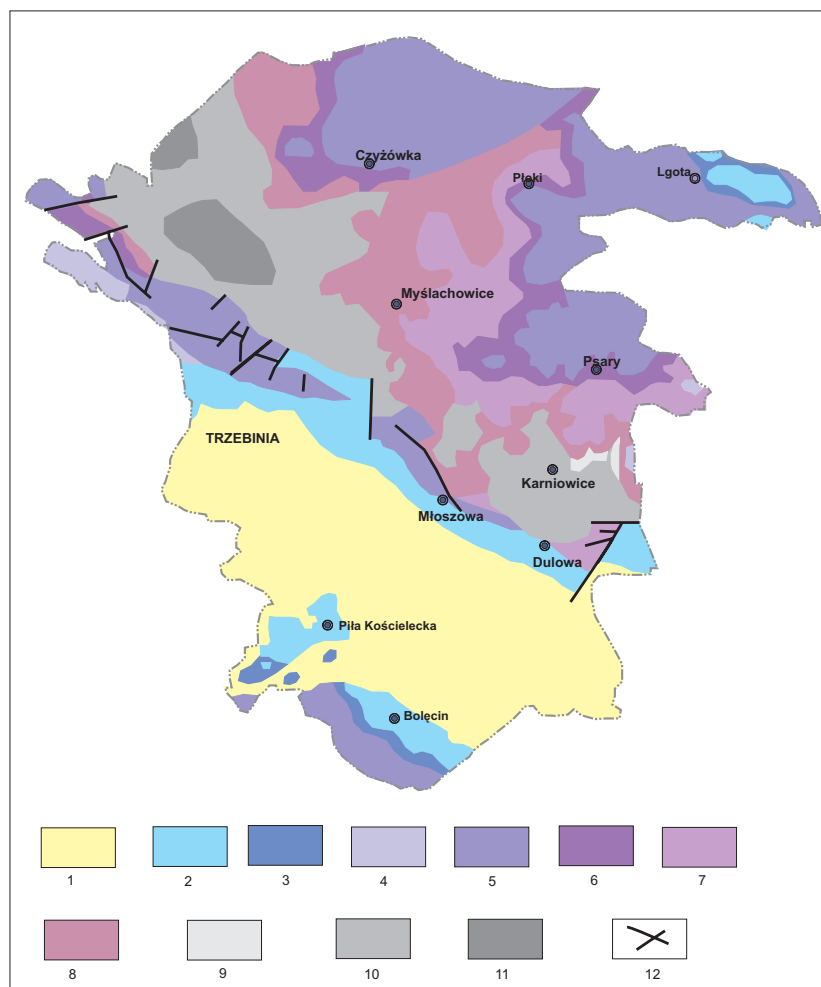 Czyżówka
Płoki
Lgota
Myślachowice
Psary
TRZEBINIA
Karniowice
Młoszowa
Dulowa
Piła Kościelecka
Bolęcin
1 2 3 4 5 6 7
8 9 10 11 12